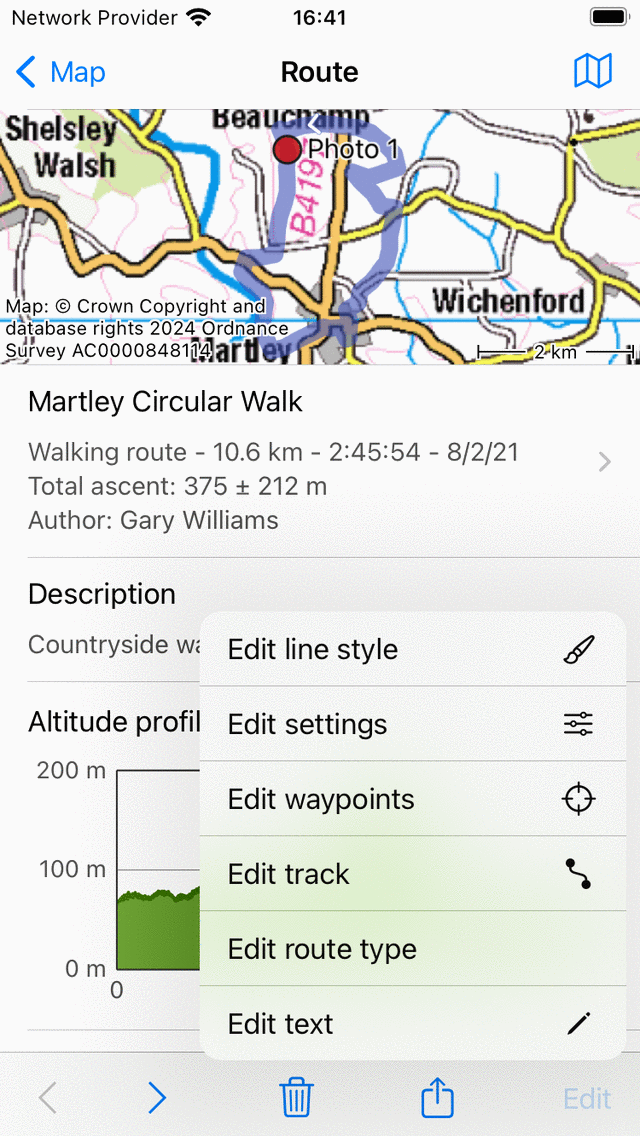 Network Provider 16:41
Map Route
Beauchamp
Shelsley
Walsh
Photo 1
B4197
Wichenford
Map: © Crown Copyright and
database rights 2024 Ordnance
Survey AC0000848114
Martley
2 km
Martley Circular Walk
Walking route - 10.6 km - 2:45:54 - 8/2/21
Total ascent: 375 ± 212 m
Author: Gary Williams
Description
Countryside wa
Edit line style
Edit settings
Altitude profil
200 m
Edit waypoints
100 m
Edit track
Edit route type
0 m
0
Edit text
Edit